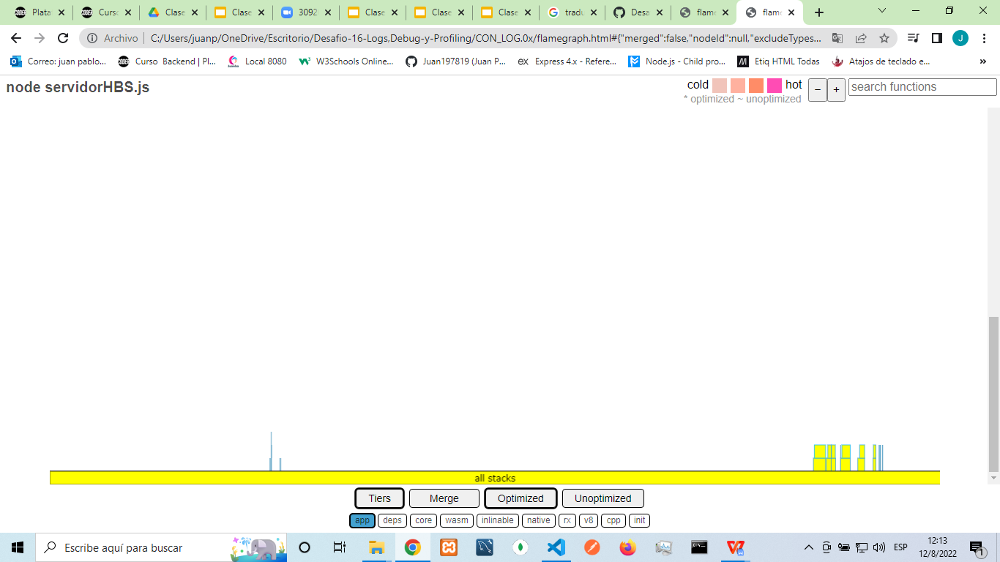 Plata
Curso
Clase
Clase
3092
Clase
Clase
Clase
tradu
Desa
flame
flame
Archivo | C:/Users/juanp/OneDrive/Escritorio/Desafio-16-Logs,Debug-y-Profiling/CON_LOG.0x/flamegraph.html#{"merged":false,"nodeId":null,"excludeTypes...
J
Correo: juan pablo...
Curso Backend | Pl...
Local 8080
W3Schools Online...
Juan197819 (Juan P...
Express 4.x - Refere...
Node.js - Child pro...
Etiq HTML Todas
Atajos de teclado e...
»
node servidorHBS.js
cold hot
* optimized ~ unoptimized
−
+
search functions
all stacks
Tiers
Merge
Optimized
Unoptimized
app
deps
core
wasm
inlinable
native
rx
v8
cpp
init
Escribe aquí para buscar
ESP
12:13
12/8/2022
1